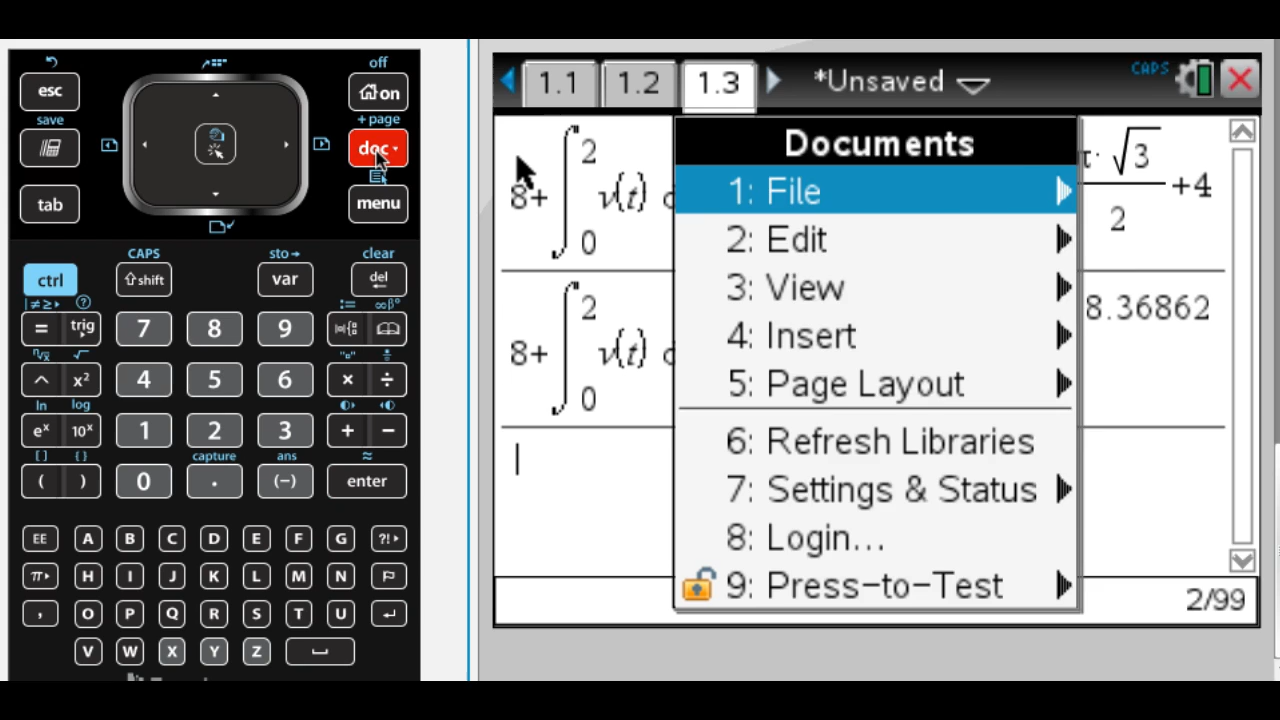 off
esc
on
save
+ page
doc
tab
menu
CAPS
sto→
clear
ctrl
⇧shift
var
del
|≠≥▸
?
:=
∞β°
=
trig
7
8
9
ⁿ√x
√
"□"
÷
^
x²
4
5
6
×
÷
ln
log
eˣ
10ˣ
1
2
3
+
−
[ ]
{ }
capture
ans
≈
(
)
0
.
(−)
enter
EE
A
B
C
D
E
F
G
?!▸
π▸
H
I
J
K
L
M
N
,
O
P
Q
R
S
T
U
V
W
X
Y
Z
1.1
1.2
1.3
*Unsaved
CAPS
8+∫ 2 0 v(t)
·√3
2
+4
8+∫ 2 0 v(t)
8.36862
Documents
1: File
2: Edit
3: View
4: Insert
5: Page Layout
6: Refresh Libraries
7: Settings & Status
8: Login...
9: Press-to-Test
2/99